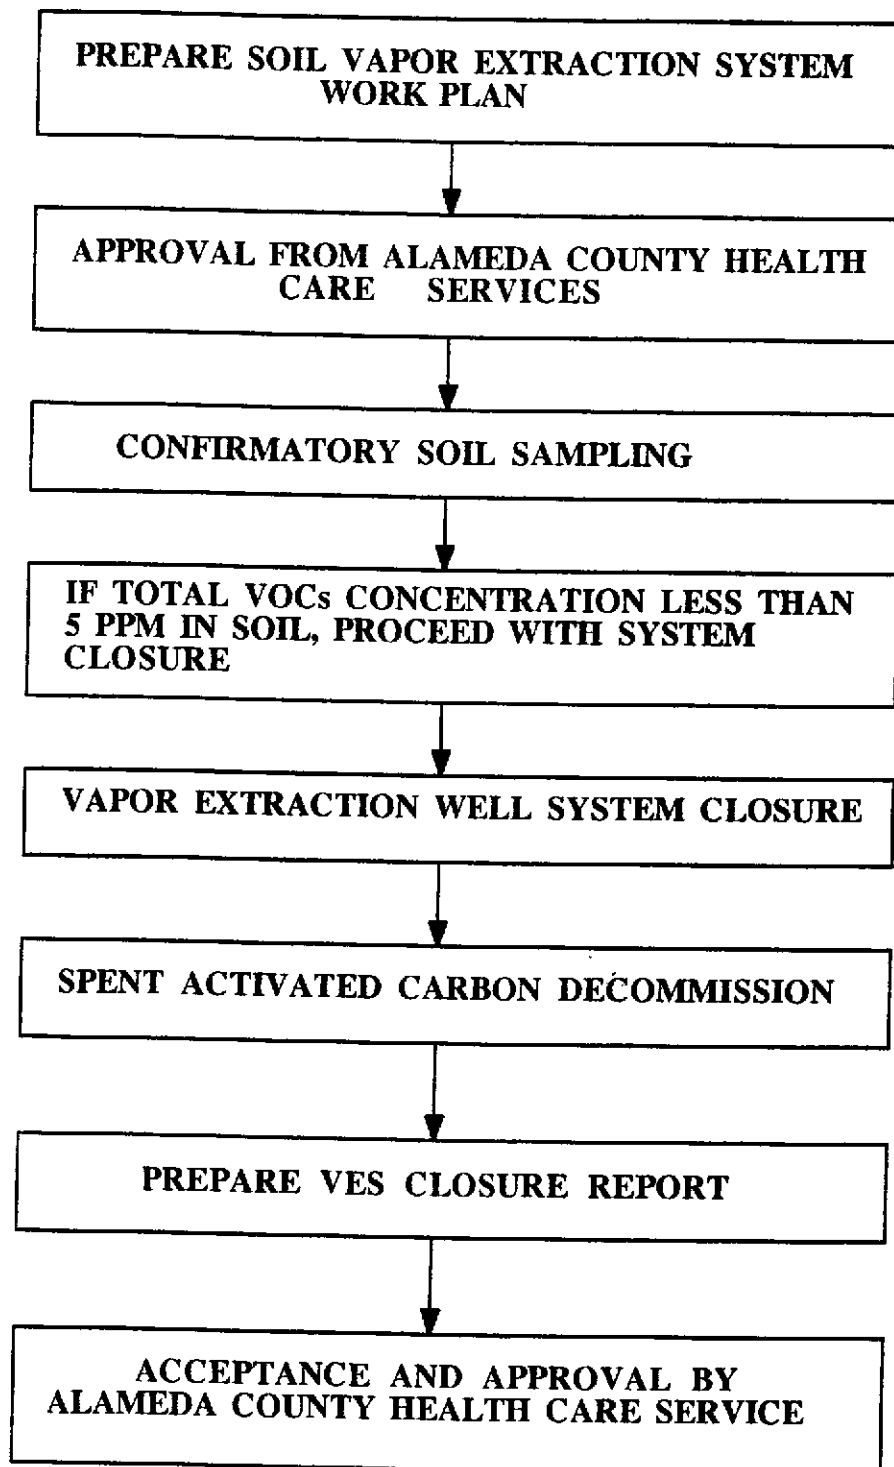 PREPARE SOIL VAPOR EXTRACTION SYSTEM
WORK PLAN
APPROVAL FROM ALAMEDA COUNTY HEALTH
CARE SERVICES
CONFIRMATORY SOIL SAMPLING
IF TOTAL VOCs CONCENTRATION LESS THAN
5 PPM IN SOIL, PROCEED WITH SYSTEM
CLOSURE
VAPOR EXTRACTION WELL SYSTEM CLOSURE
SPENT ACTIVATED CARBON DECOMMISSION
PREPARE VES CLOSURE REPORT
ACCEPTANCE AND APPROVAL BY
ALAMEDA COUNTY HEALTH CARE SERVICE